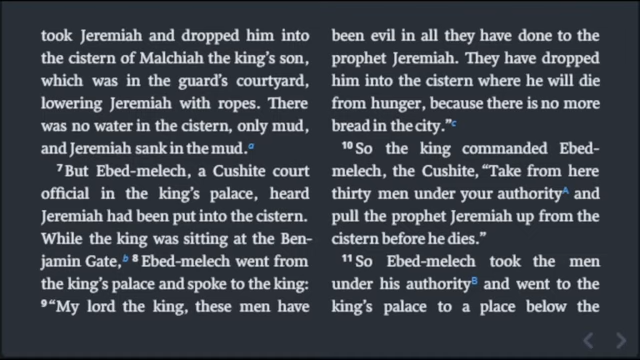 took Jeremiah and dropped him into
the cistern of Malchiah the king's son,
which was in the guard's courtyard,
lowering Jeremiah with ropes. There
was no water in the cistern, only mud,
and Jeremiah sank in the mud.a
7 But Ebed-melech, a Cushite court
official in the king's palace, heard
Jeremiah had been put into the cistern.
While the king was sitting at the Ben-
jamin Gate,b 8 Ebed-melech went from
the king's palace and spoke to the king:
9 “My lord the king, these men have
been evil in all they have done to the
prophet Jeremiah. They have dropped
him into the cistern where he will die
from hunger, because there is no more
bread in the city.”c
10 So the king commanded Ebed-
melech, the Cushite, “Take from here
thirty men under your authorityA and
pull the prophet Jeremiah up from the
cistern before he dies.”
11 So Ebed-melech took the men
under his authorityB and went to the
king's palace to a place below the